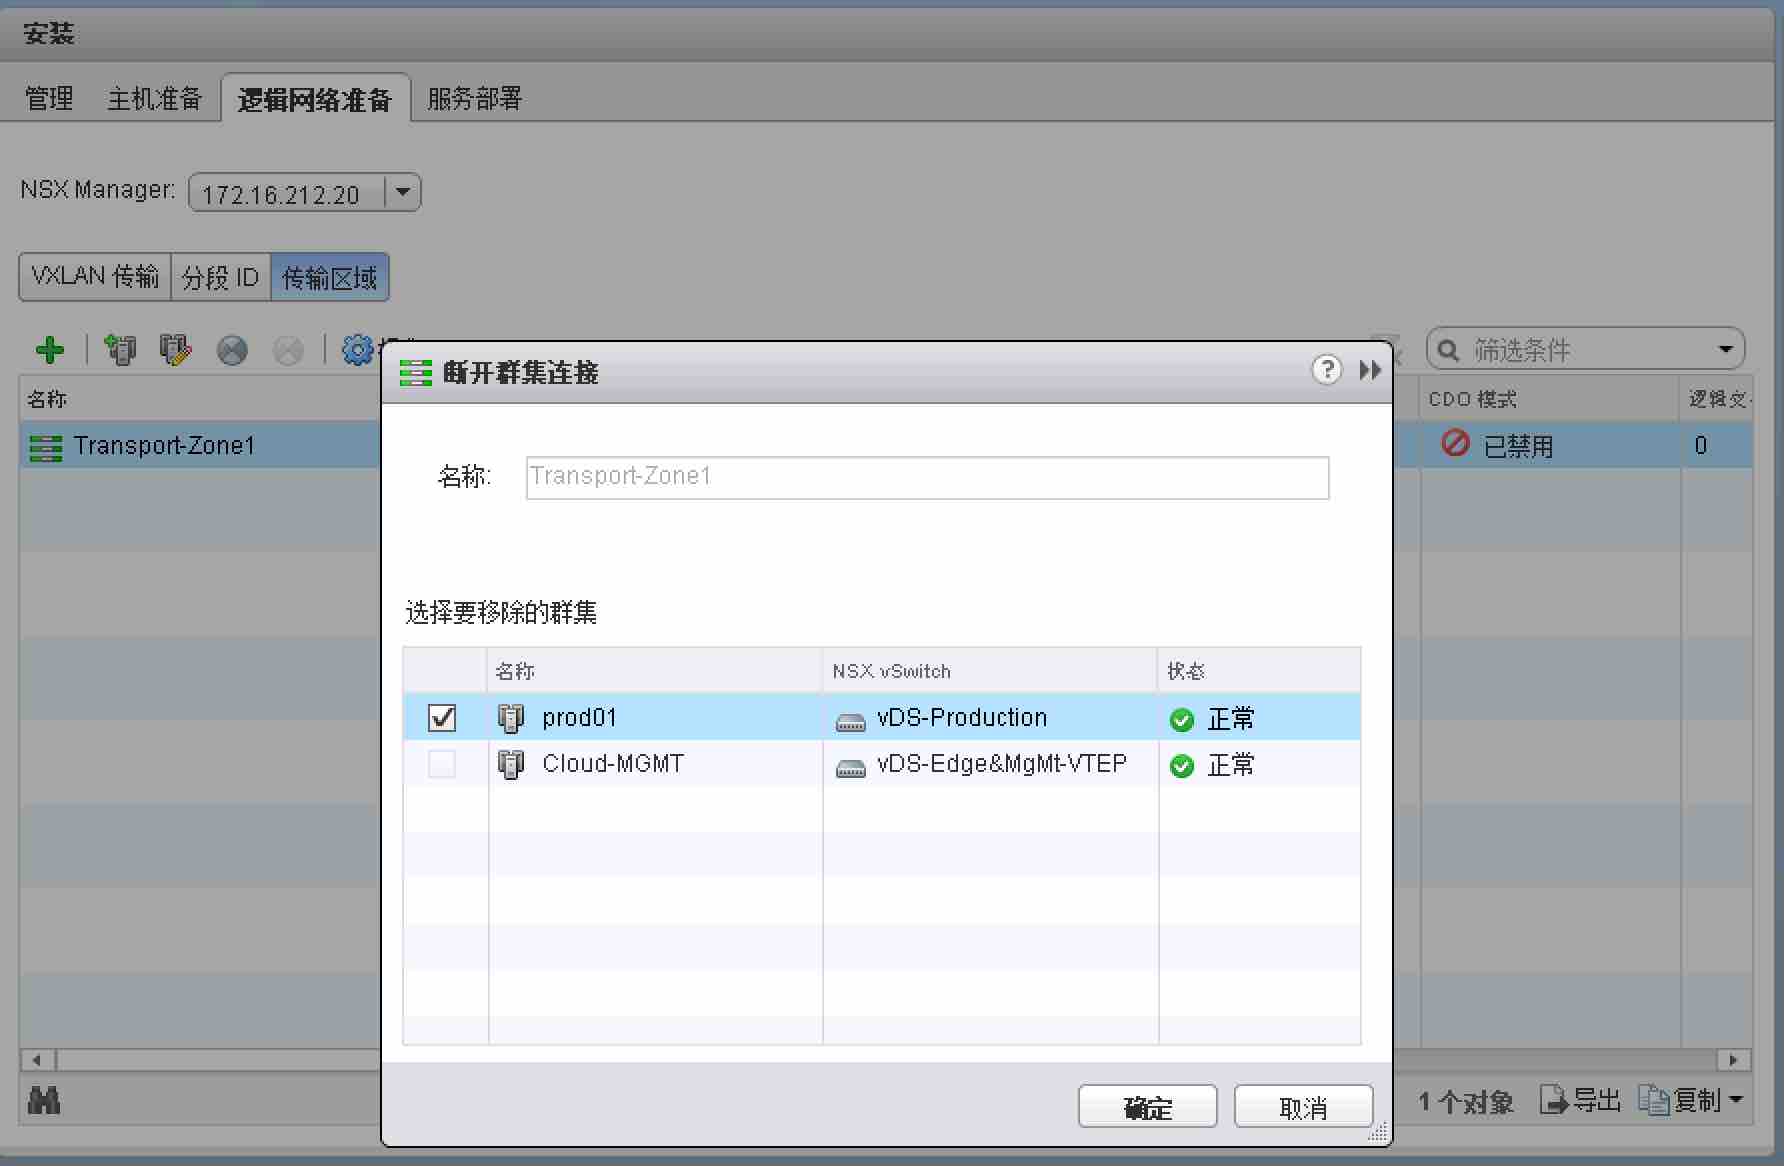 安装
管理 主机准备 逻辑网络准备 服务部署
NSX Manager: 172.16.212.20
VXLAN 传输 分段 ID 传输区域
筛选条件
名称 CDO 模式
Transport-Zone1 已禁用 0
断开群集连接 ?
名称: Transport-Zone1
选择要移除的群集
名称 NSX vSwitch 状态
prod01 vDS-Production 正常
Cloud-MGMT vDS-Edge&MgMt-VTEP 正常
确定 取消
1 个对象 导出 复制